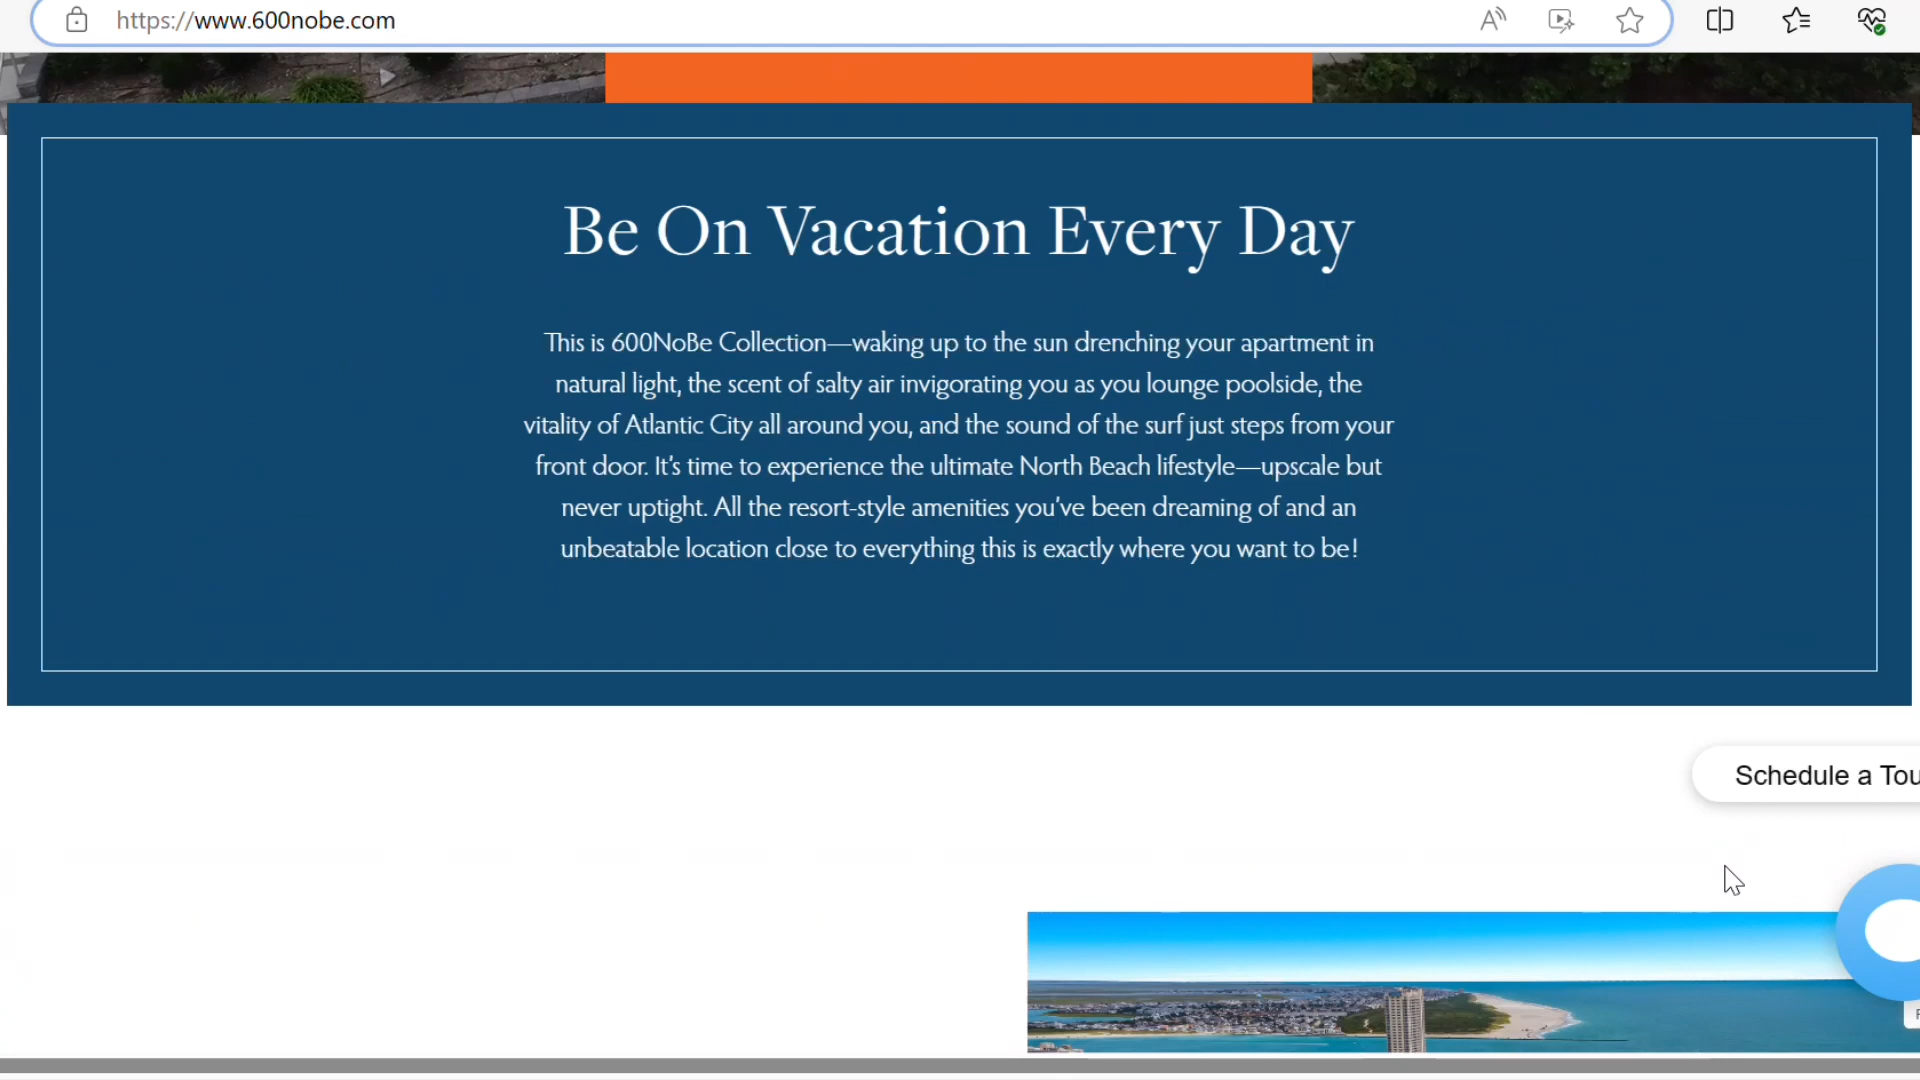 https://www.600nobe.com
Be On Vacation Every Day
This is 600NoBe Collection—waking up to the sun drenching your apartment in
natural light, the scent of salty air invigorating you as you lounge poolside, the
vitality of Atlantic City all around you, and the sound of the surf just steps from your
front door. It’s time to experience the ultimate North Beach lifestyle—upscale but
never uptight. All the resort-style amenities you’ve been dreaming of and an
unbeatable location close to everything this is exactly where you want to be!
Schedule a Tou